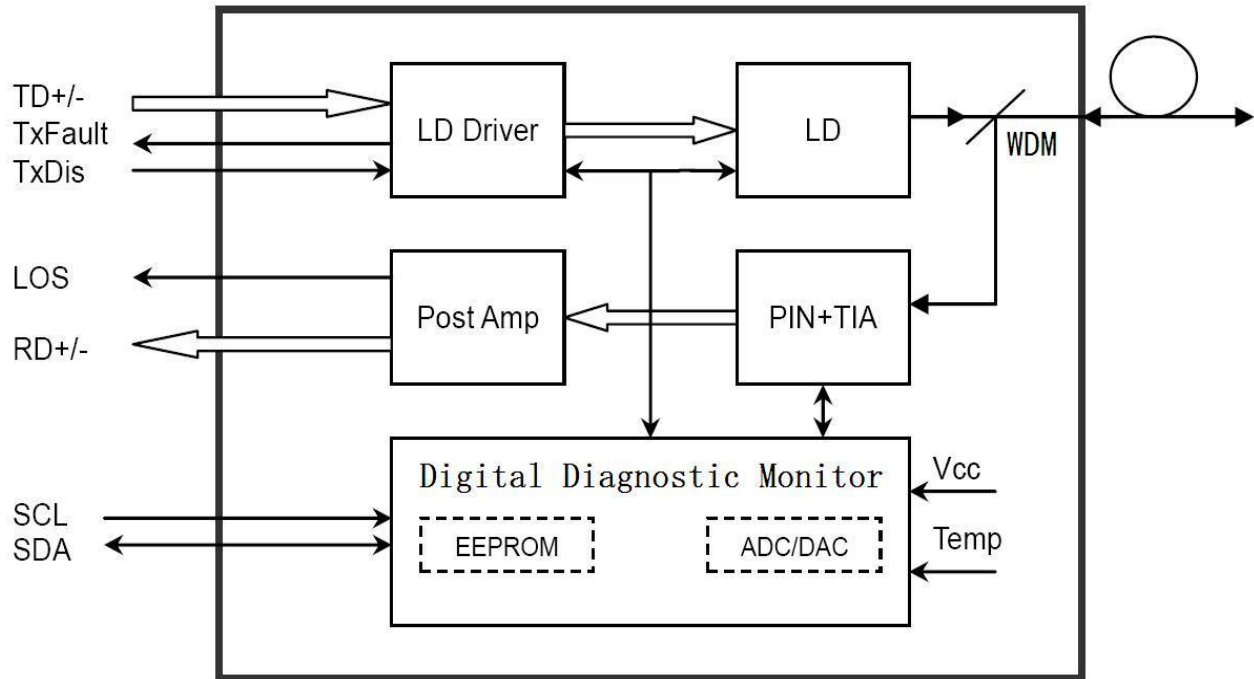 TD+/-
TxFault
TxDis
LD Driver
LD
WDM
LOS
RD+/-
Post Amp
PIN+TIA
Digital Diagnostic Monitor
EEPROM
ADC/DAC
Vcc
Temp
SCL
SDA